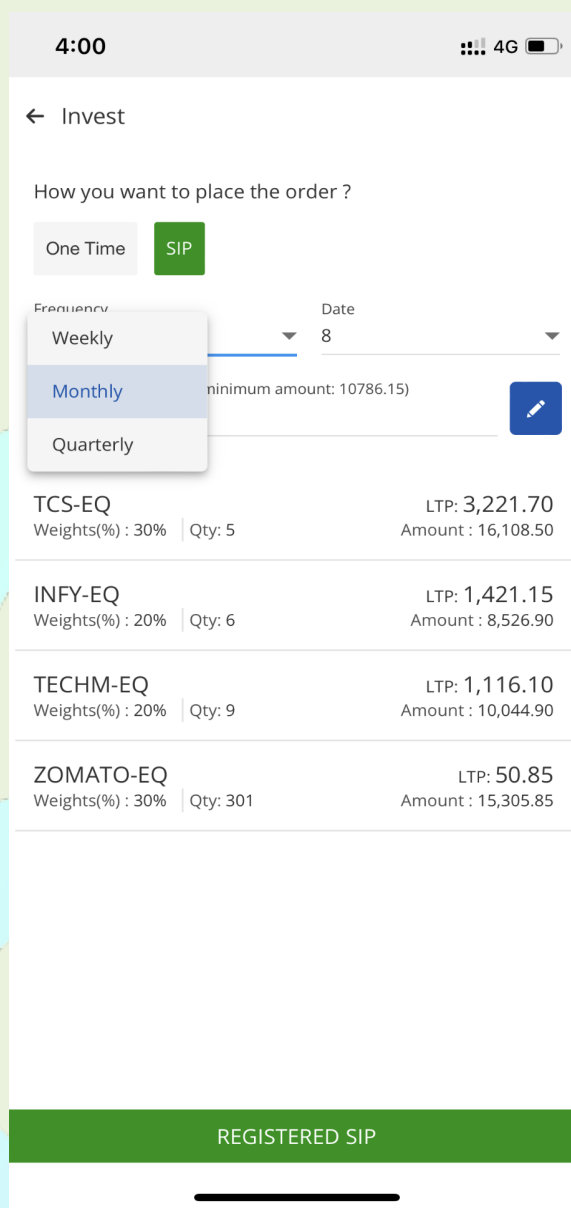 4:00 4G
← Invest
How you want to place the order ?
One Time SIP
Frequency Date
Weekly 8
Monthly minimum amount: 10786.15)
Quarterly
TCS-EQ LTP: 3,221.70
Weights(%) : 30% Qty: 5 Amount : 16,108.50
INFY-EQ LTP: 1,421.15
Weights(%) : 20% Qty: 6 Amount : 8,526.90
TECHM-EQ LTP: 1,116.10
Weights(%) : 20% Qty: 9 Amount : 10,044.90
ZOMATO-EQ LTP: 50.85
Weights(%) : 30% Qty: 301 Amount : 15,305.85
REGISTERED SIP